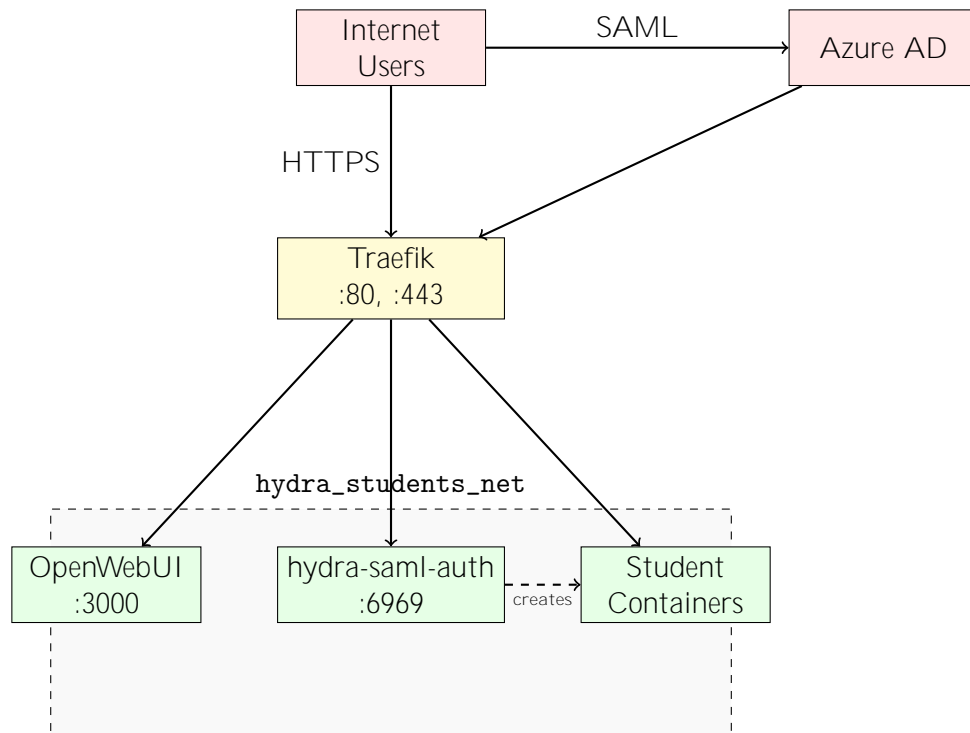 Internet
Users
SAML
Azure AD
HTTPS
Traefik
:80, :443
hydra_students_net
OpenWebUI
:3000
hydra-saml-auth
:6969
creates
Student
Containers